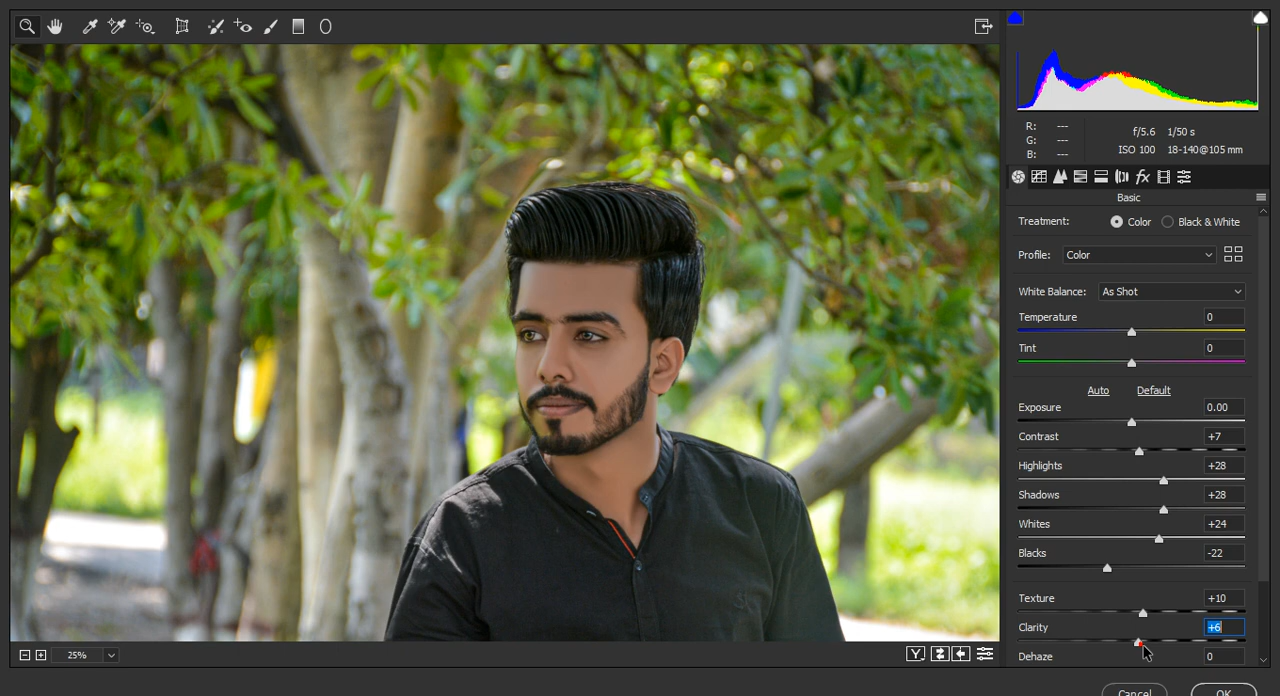 R: ---
G: ---
B: ---
f/5.6 1/50 s
ISO 100 18-140@105 mm
Basic
Treatment: Color Black & White
Profile: Color
White Balance: As Shot
Temperature 0
Tint 0
Auto Default
Exposure 0.00
Contrast +7
Highlights +28
Shadows +28
Whites +24
Blacks -22
Texture +10
Clarity +6
Dehaze 0
25%
Y
Cancel OK